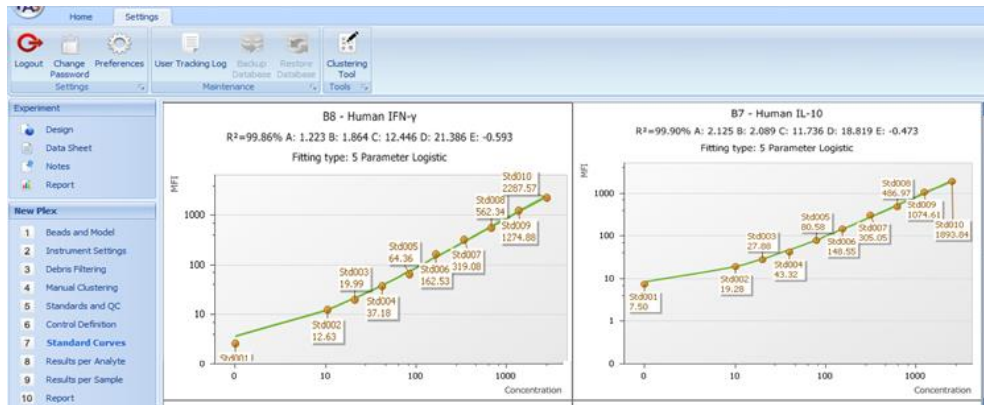 Home Settings
Logout Change Password Preferences User Tracking Log Backup Database Restore Database Clustering Tool
Settings Maintenance Tools
Experiment
Design
Data Sheet
Notes
Report
New Plex
1 Beads and Model
2 Instrument Settings
3 Debris Filtering
4 Manual Clustering
5 Standards and QC
6 Control Definition
7 Standard Curves
8 Results per Analyte
9 Results per Sample
10 Report
B8 - Human IFN-γ
R²=99.86% A: 1.223 B: 1.864 C: 12.446 D: 21.386 E: -0.593
Fitting type: 5 Parameter Logistic
MFI
1000
100
10
0
Std001
Std002
12.63
Std003
19.99
Std004
37.18
Std005
64.36
Std006
162.53
Std007
319.08
Std008
562.34
Std009
1274.88
Std010
2287.57
0 10 100 1000
Concentration
B7 - Human IL-10
R²=99.90% A: 2.125 B: 2.089 C: 11.736 D: 18.819 E: -0.473
Fitting type: 5 Parameter Logistic
MFI
1000
100
10
1
0
Std001
7.50
Std002
19.28
Std003
27.88
Std004
43.32
Std005
80.58
Std006
148.55
Std007
305.05
Std008
486.97
Std009
1074.61
Std010
1893.84
0 10 100 1000
Concentration